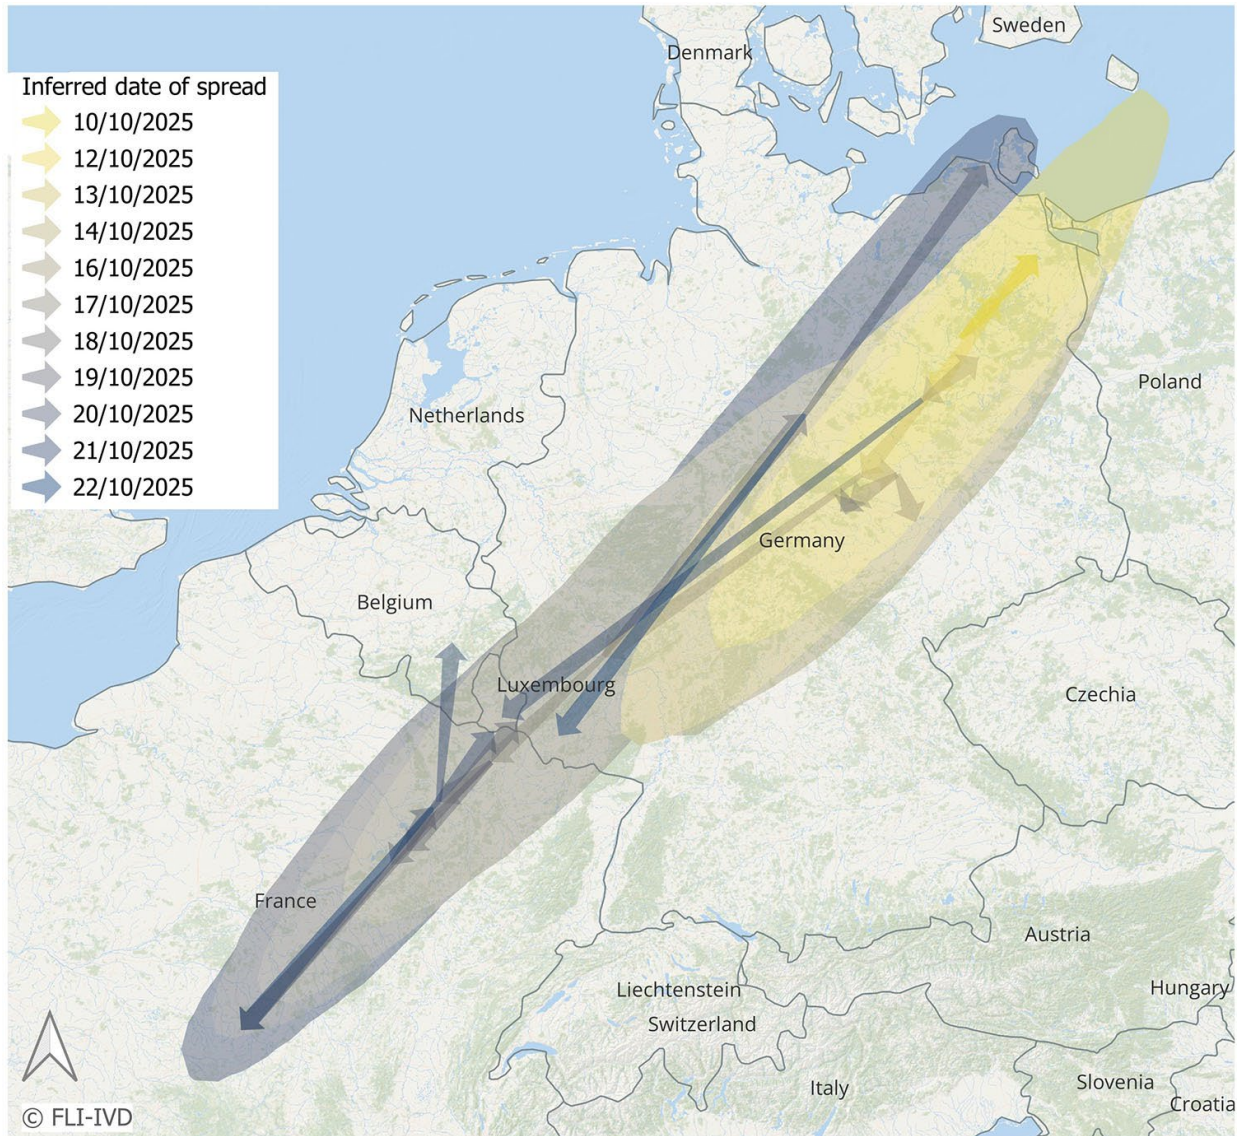 Sweden
Denmark
Inferred date of spread
10/10/2025
12/10/2025
13/10/2025
14/10/2025
16/10/2025
17/10/2025
18/10/2025
19/10/2025
20/10/2025
21/10/2025
22/10/2025
Poland
Netherlands
Germany
Belgium
Luxembourg
Czechia
France
Austria
Liechtenstein
Hungary
Switzerland
Slovenia
Italy
Croatia
© FLI-IVD